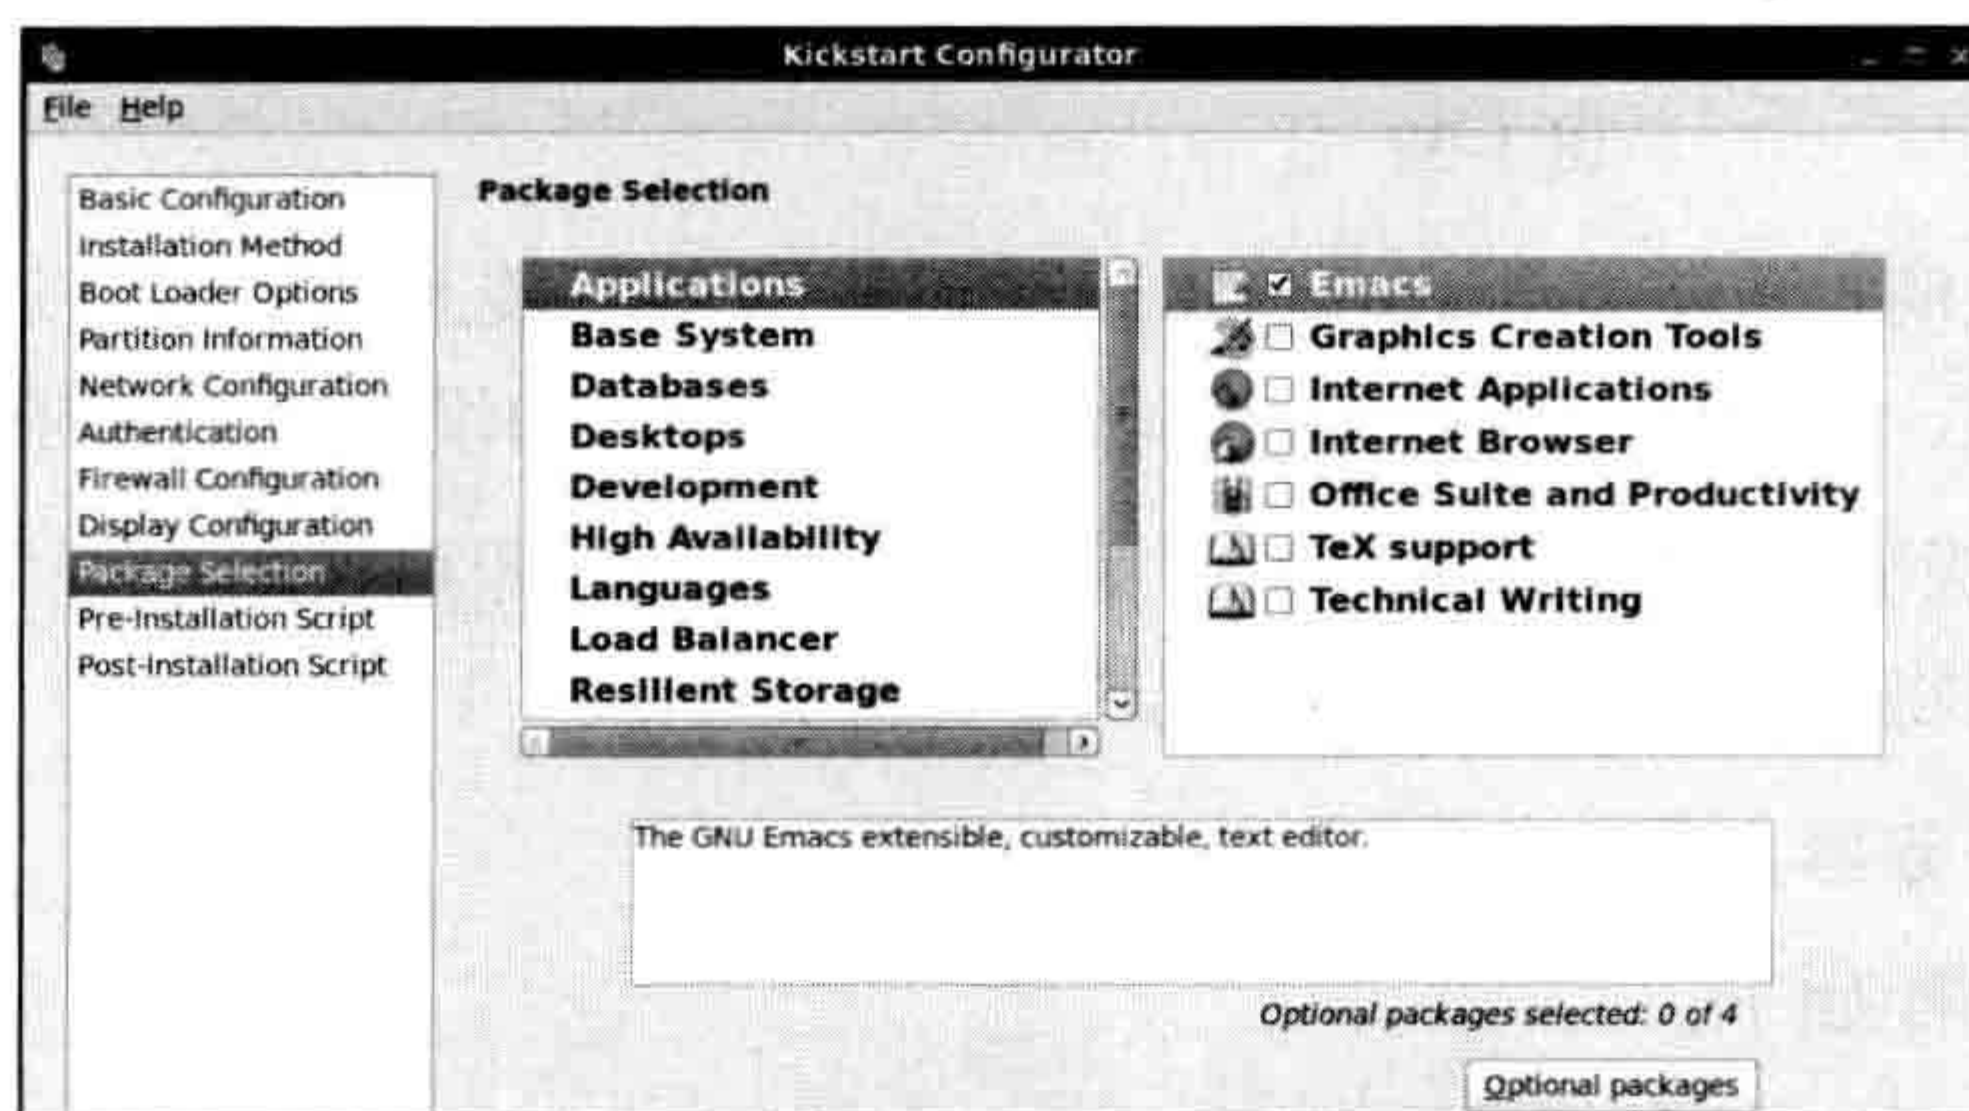 Kickstart Configurator
File Help
Basic Configuration
Installation Method
Boot Loader Options
Partition Information
Network Configuration
Authentication
Firewall Configuration
Display Configuration
Package Selection
Pre-Installation Script
Post-Installation Script
Package Selection
Applications
Base System
Databases
Desktops
Development
High Availability
Languages
Load Balancer
Resilient Storage
Emacs
Graphics Creation Tools
Internet Applications
Internet Browser
Office Suite and Productivity
TeX support
Technical Writing
The GNU Emacs extensible, customizable, text editor.
Optional packages selected: 0 of 4
Optional packages